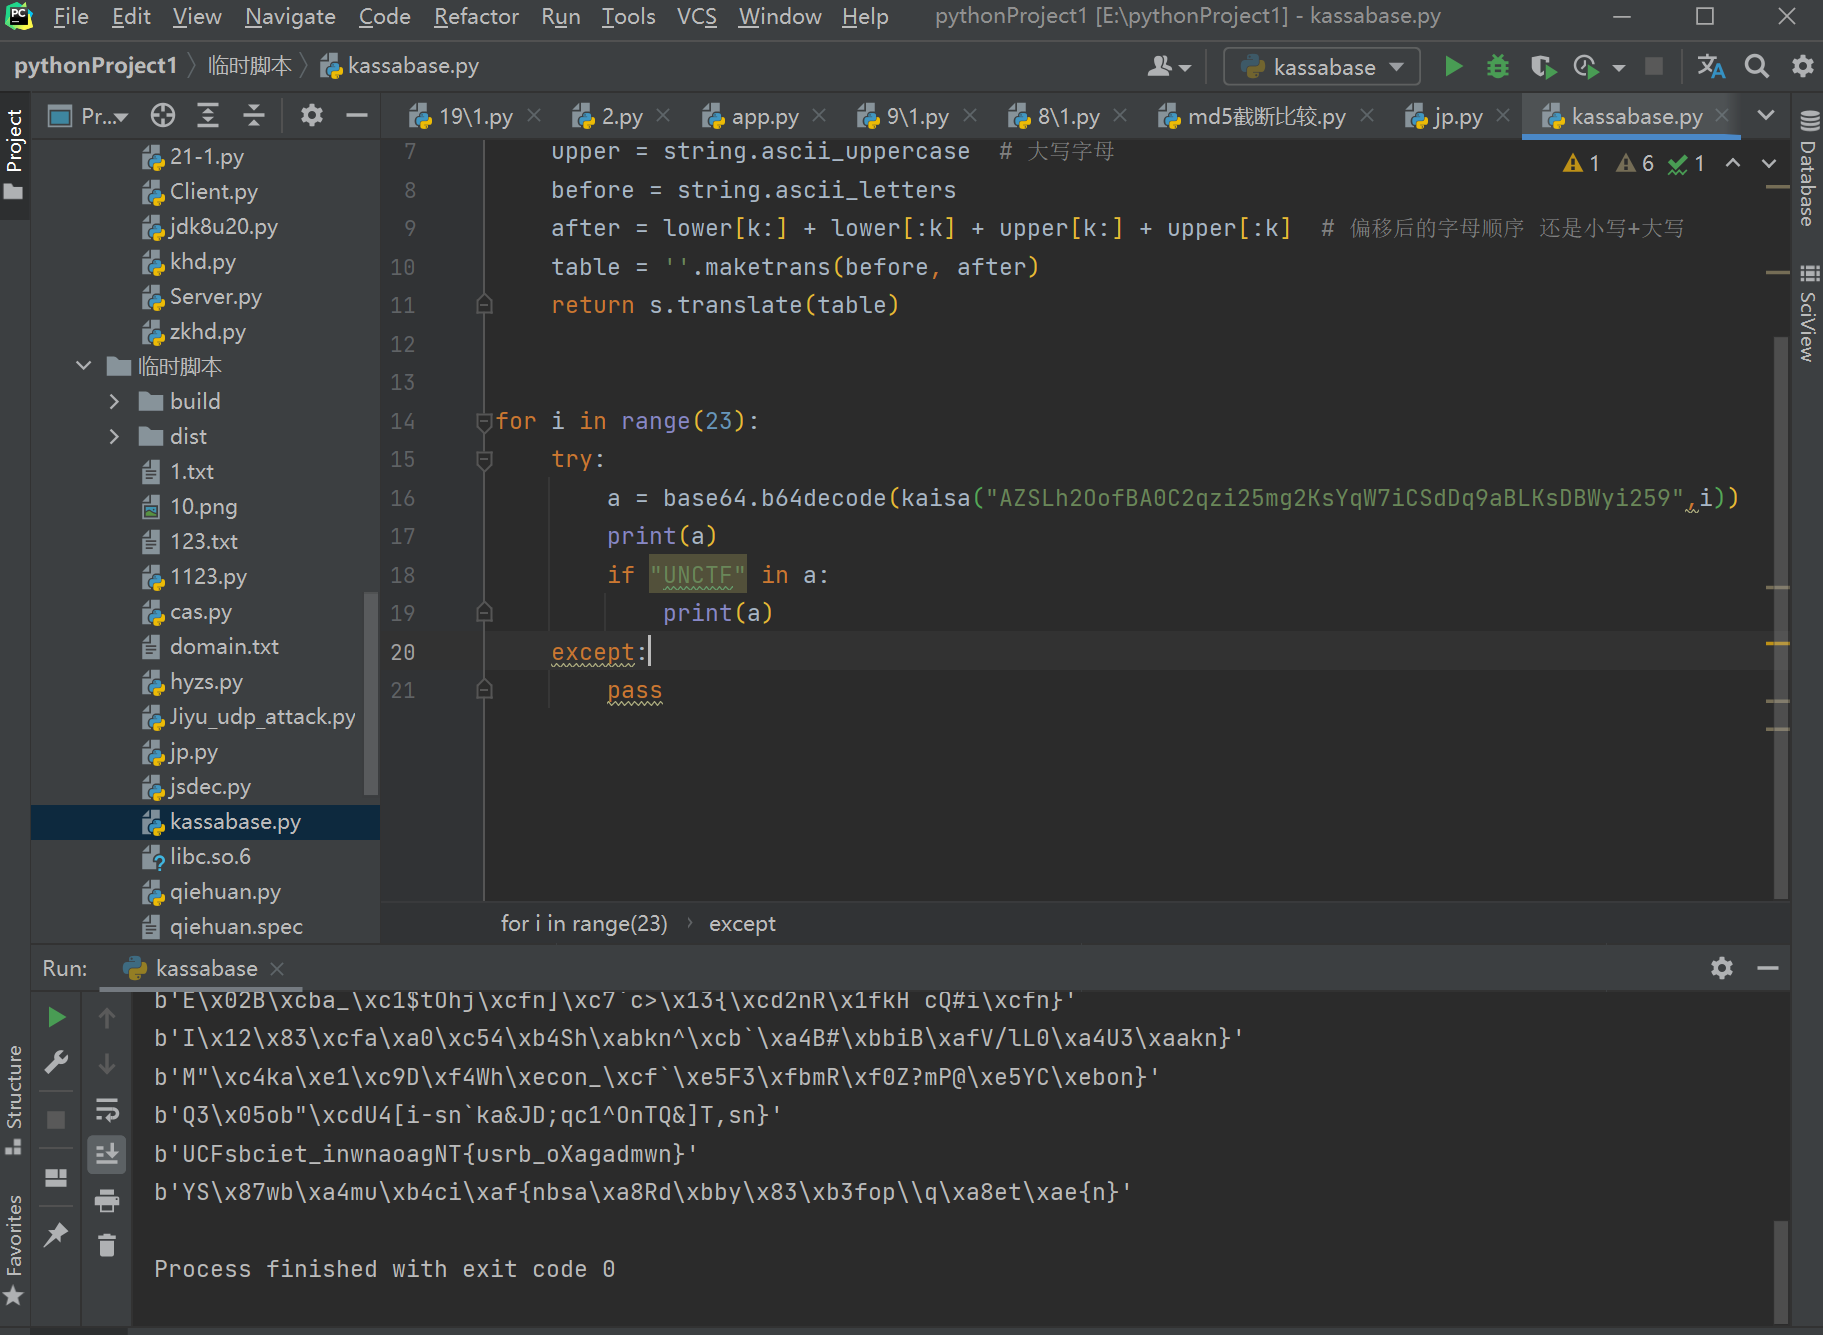 PC File Edit View Navigate Code Refactor Run Tools VCS Window Help pythonProject1 [E:\pythonProject1] - kassabase.py
pythonProject1 临时脚本 kassabase.py kassabase
Pr... 19\1.py 2.py app.py 9\1.py 8\1.py md5截断比较.py jp.py kassabase.py
Project
Structure
Favorites
21-1.py
Client.py
jdk8u20.py
khd.py
Server.py
zkhd.py
临时脚本
build
dist
1.txt
10.png
123.txt
1123.py
cas.py
domain.txt
hyzs.py
Jiyu_udp_attack.py
jp.py
jsdec.py
kassabase.py
libc.so.6
qiehuan.py
qiehuan.spec
1 6 1
7 upper = string.ascii_uppercase # 大写字母
8 before = string.ascii_letters
9 after = lower[k:] + lower[:k] + upper[k:] + upper[:k] # 偏移后的字母顺序 还是小写+大写
10 table = ''.maketrans(before, after)
11 return s.translate(table)
12
13
14 for i in range(23):
15 try:
16 a = base64.b64decode(kaisa("AZSLh2OofBA0C2qzi25mg2KsYqW7iCSdDq9aBLKsDBWyi259",i))
17 print(a)
18 if "UNCTF" in a:
19 print(a)
20 except:
21 pass
for i in range(23) › except
Database
SciView
Run: kassabase
b'E\x02B\xcba_\xc1$tOhj\xcfn]\xc7`c>\x13{\xcd2nR\x1fkH cQ#i\xcfn}'
b'I\x12\x83\xcfa\xa0\xc54\xb4Sh\xabkn^\xcb`\xa4B#\xbbiB\xafV/lL0\xa4U3\xaakn}'
b'M"\xc4ka\xe1\xc9D\xf4Wh\xecon_\xcf`\xe5F3\xfbmR\xf0Z?mP@\xe5YC\xebon}'
b'Q3\x05ob"\xcdU4[i-sn`ka&JD;qc1^OnTQ&]T,sn}'
b'UCFsbciet_inwnaoagNT{usrb_oXagadmwn}'
b'YS\x87wb\xa4mu\xb4ci\xaf{nbsa\xa8Rd\xbby\x83\xb3fop\\q\xa8et\xae{n}'
Process finished with exit code 0